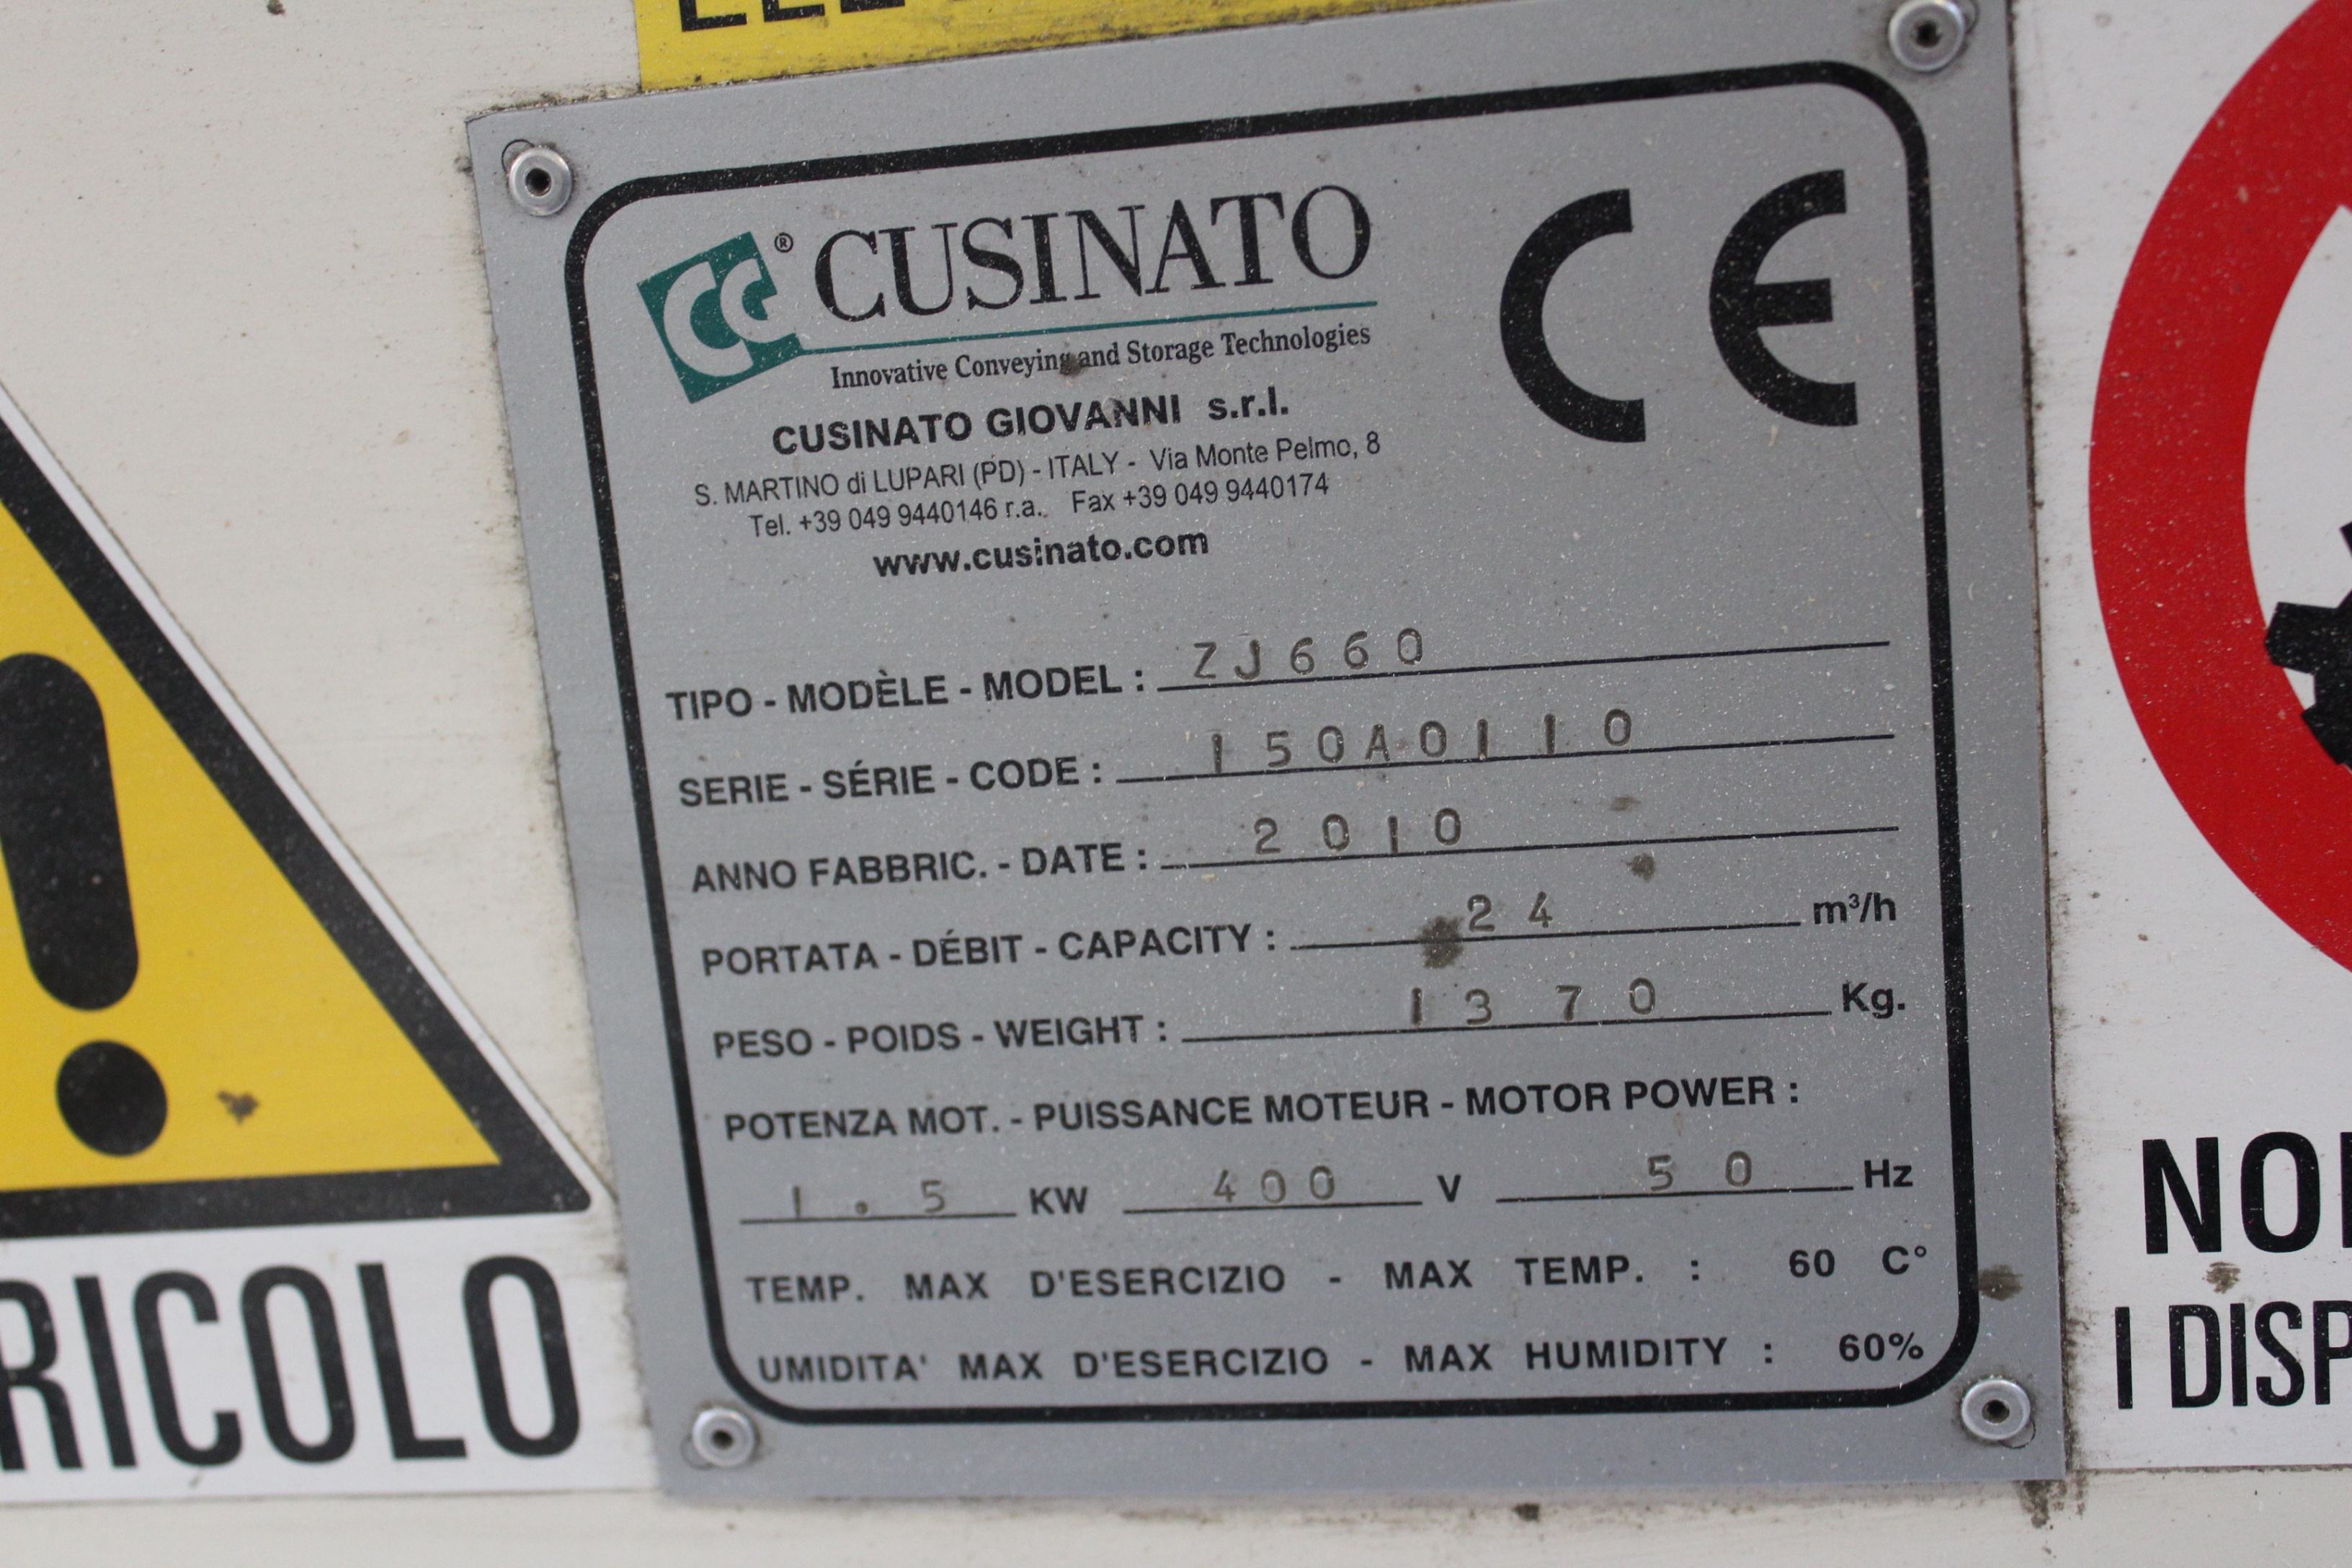 CUSINATO
Innovative Conveying and Storage Technologies
CUSINATO GIOVANNI s.r.l.
S. MARTINO di LUPARI (PD) - ITALY - Via Monte Pelmo, 8
Tel. +39 049 9440146 r.a. Fax +39 049 9440174
www.cusinato.com
CE
TIPO - MODÈLE - MODEL : ZJ660
SERIE - SÉRIE - CODE : 150A0110
ANNO FABBRIC. - DATE : 2010
PORTATA - DÉBIT - CAPACITY : 24 m³/h
PESO - POIDS - WEIGHT : 1370 Kg.
POTENZA MOT. - PUISSANCE MOTEUR - MOTOR POWER :
1.5 KW 400 V 50 Hz
TEMP. MAX D'ESERCIZIO - MAX TEMP. : 60 C°
UMIDITA' MAX D'ESERCIZIO - MAX HUMIDITY : 60%
RICOLO
NO
I DISP